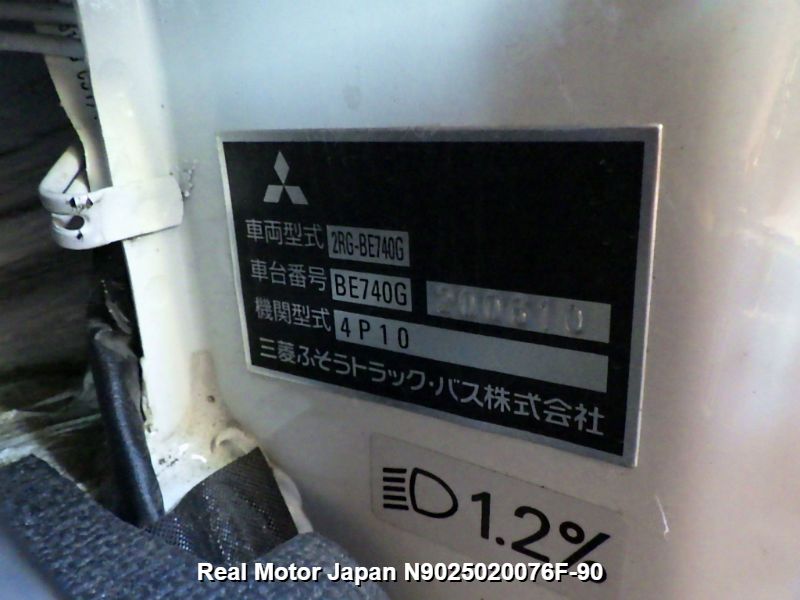 車両型式 2RG-BE740G
車台番号 BE740G 200610
機関型式 4P10
三菱ふそうトラック・バス株式会社
1.2%
Real Motor Japan N9025020076F-90